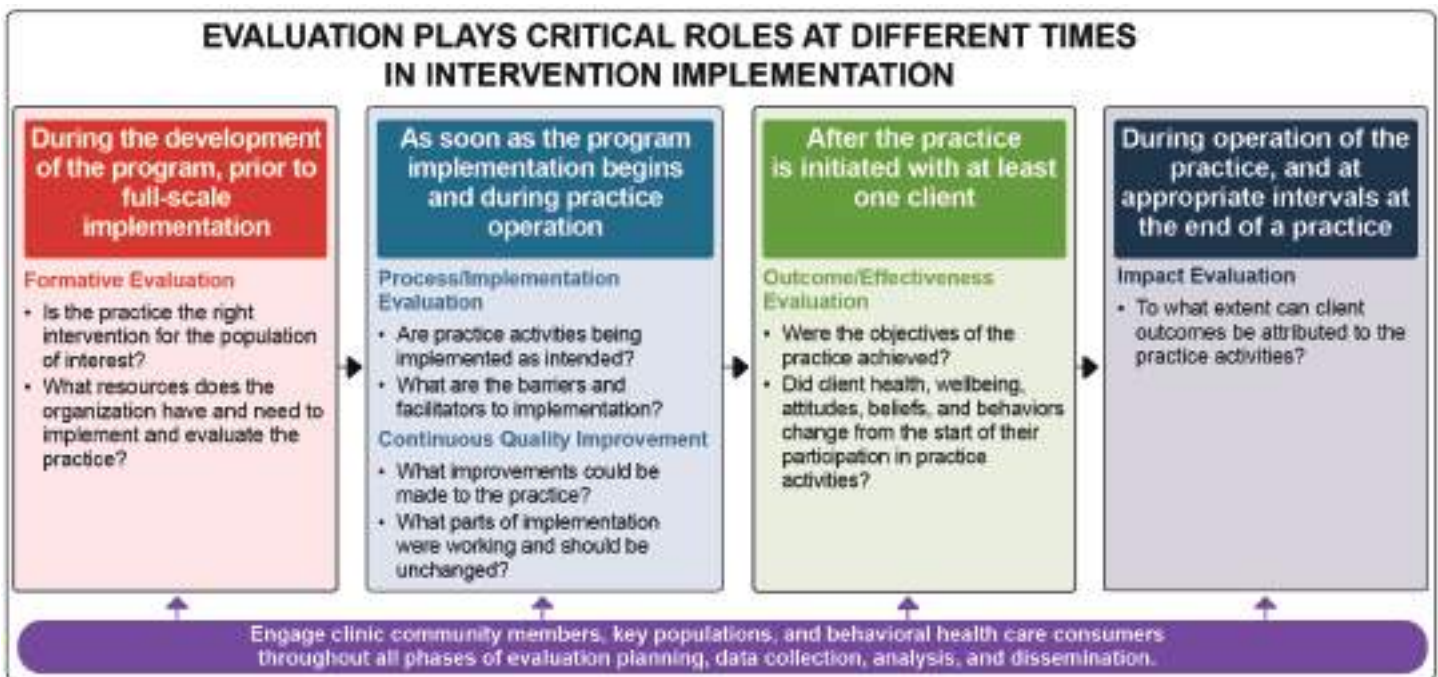 EVALUATION PLAYS CRITICAL ROLES AT DIFFERENT TIMES
IN INTERVENTION IMPLEMENTATION
During the development
of the program, prior to
full-scale
implementation
Formative Evaluation
• Is the practice the right
intervention for the population
of interest?
• What resources does the
organization have and need to
implement and evaluate the
practice?
As soon as the program
implementation begins
and during practice
operation
Process/Implementation
Evaluation
• Are practice activities being
implemented as intended?
• What are the barriers and
facilitators to implementation?
Continuous Quality Improvement
• What improvements could be
made to the practice?
• What parts of implementation
were working and should be
unchanged?
After the practice
is initiated with at least
one client
Outcome/Effectiveness
Evaluation
• Were the objectives of the
practice achieved?
• Did client health, wellbeing,
attitudes, beliefs, and behaviors
change from the start of their
participation in practice
activities?
During operation of the
practice, and at
appropriate intervals at
the end of a practice
Impact Evaluation
• To what extent can client
outcomes be attributed to the
practice activities?
Engage clinic community members, key populations, and behavioral health care consumers
throughout all phases of evaluation planning, data collection, analysis, and dissemination.